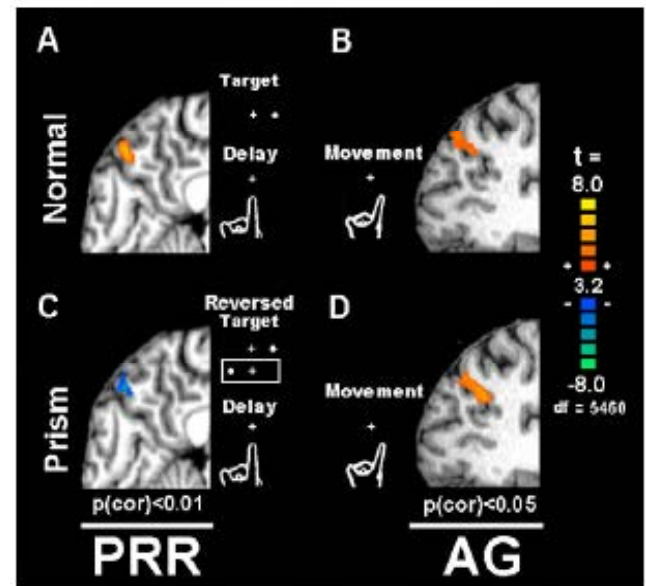 A
B
Target
Normal
Delay
Movement
t =
8.0
+ +
3.2
- -
-8.0
df = 5460
C
Reversed
Target
D
Prism
Delay
Movement
p(cor)<0.01
p(cor)<0.05
PRR
AG